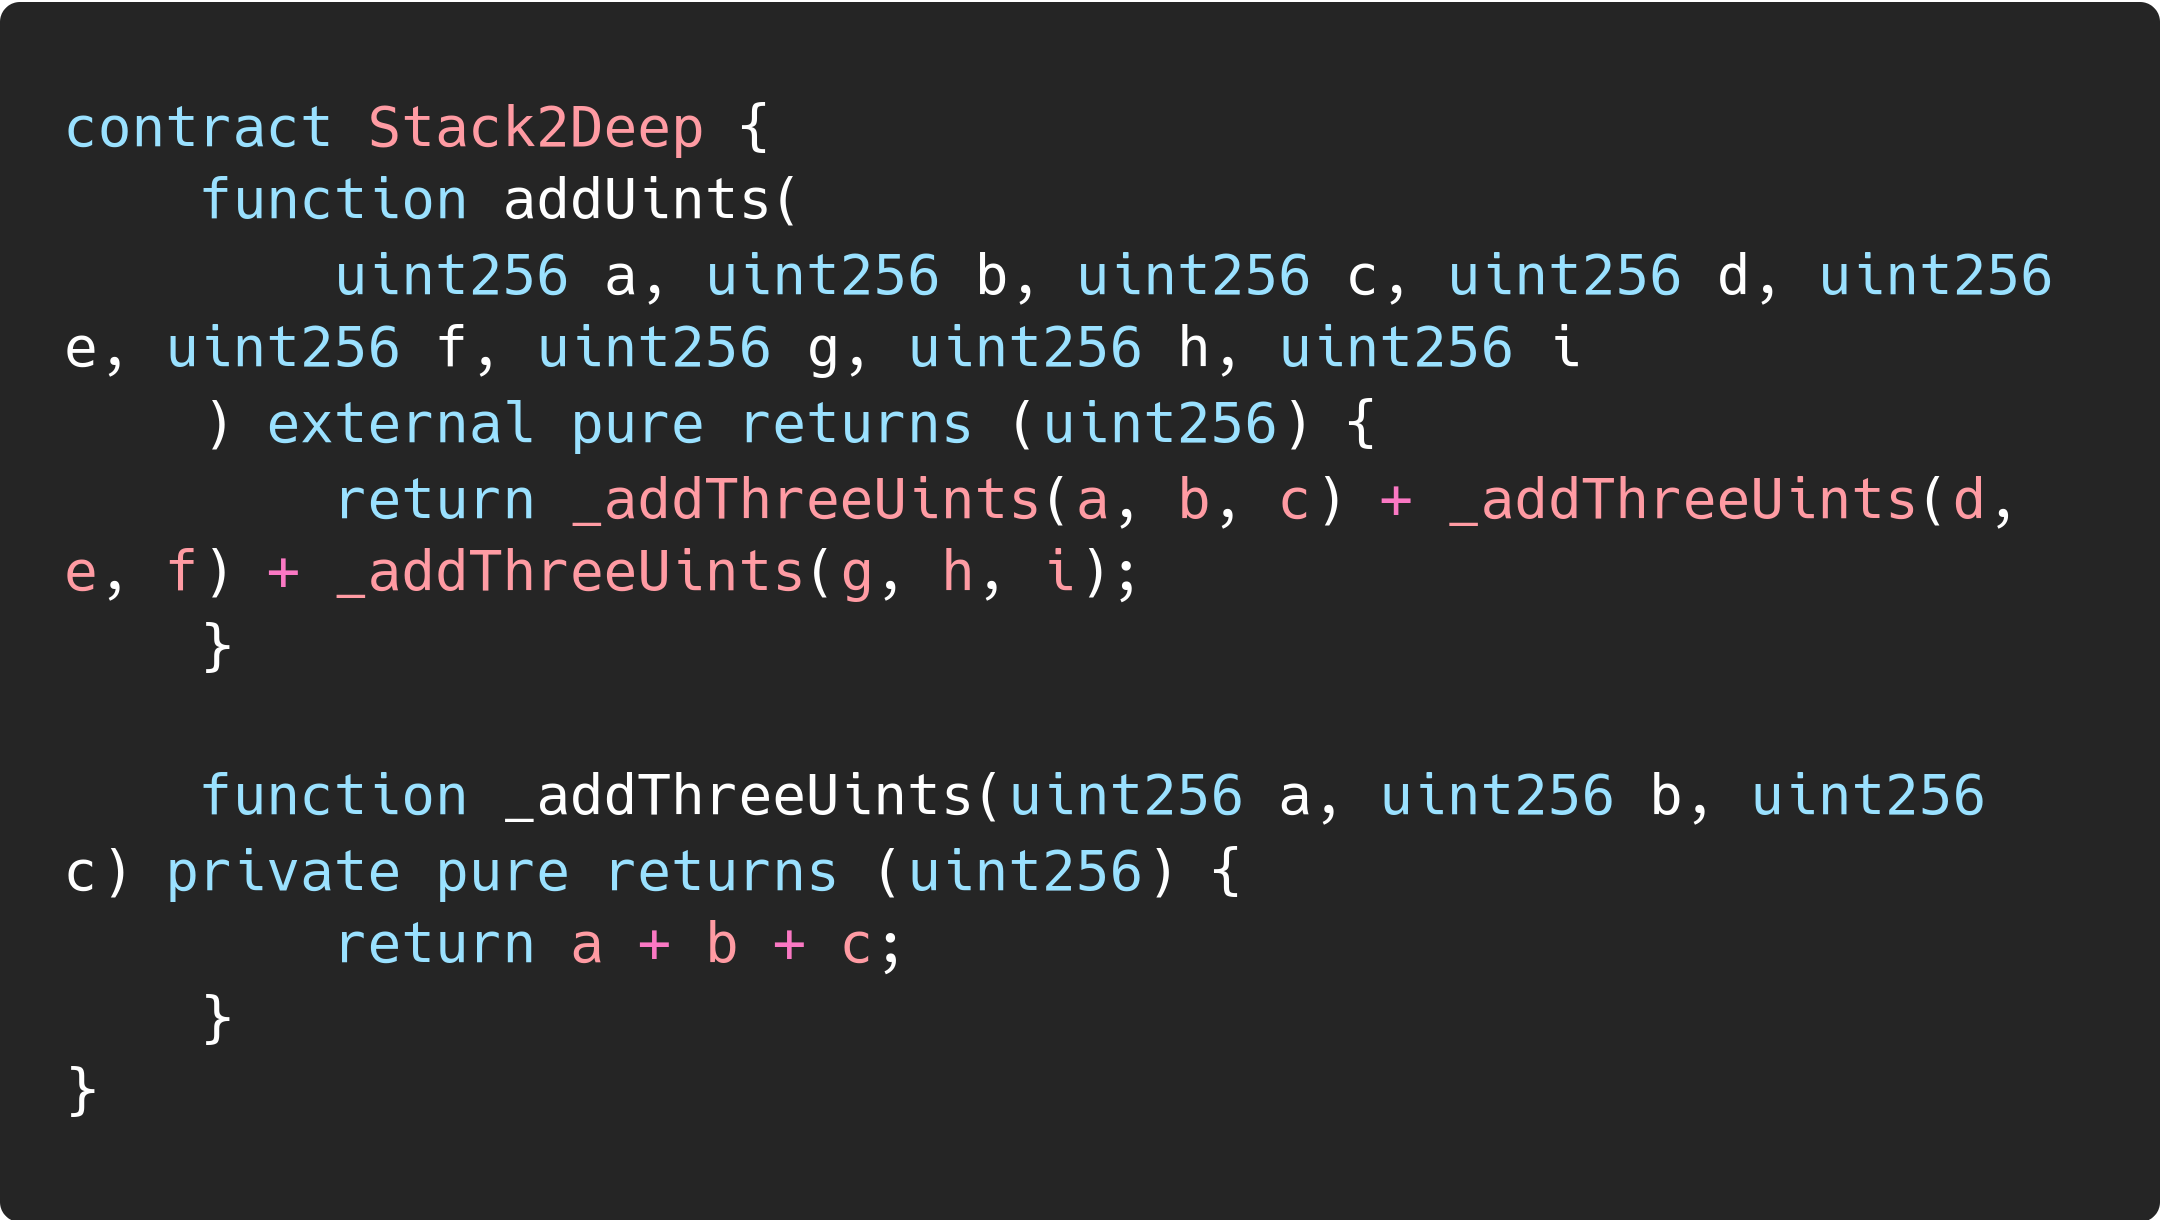 contract Stack2Deep {
    function addUints(
        uint256 a, uint256 b, uint256 c, uint256 d, uint256
e, uint256 f, uint256 g, uint256 h, uint256 i
    ) external pure returns (uint256) {
        return _addThreeUints(a, b, c) + _addThreeUints(d,
e, f) + _addThreeUints(g, h, i);
    }

    function _addThreeUints(uint256 a, uint256 b, uint256
c) private pure returns (uint256) {
        return a + b + c;
    }
}